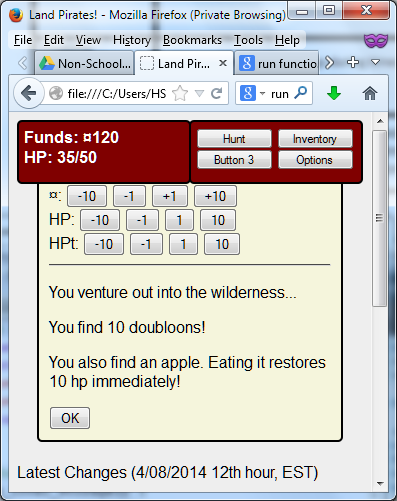 Land Pirates! - Mozilla Firefox (Private Browsing)
File Edit View History Bookmarks Tools Help
Non-School... Land Pir... run functio
file:///C:/Users/HS run
Funds: ¤120
HP: 35/50
Hunt Inventory
Button 3 Options
¤: -10 -1 +1 +10
HP: -10 -1 1 10
HPt: -10 -1 1 10
You venture out into the wilderness...
You find 10 doubloons!
You also find an apple. Eating it restores
10 hp immediately!
OK
Latest Changes (4/08/2014 12th hour, EST)